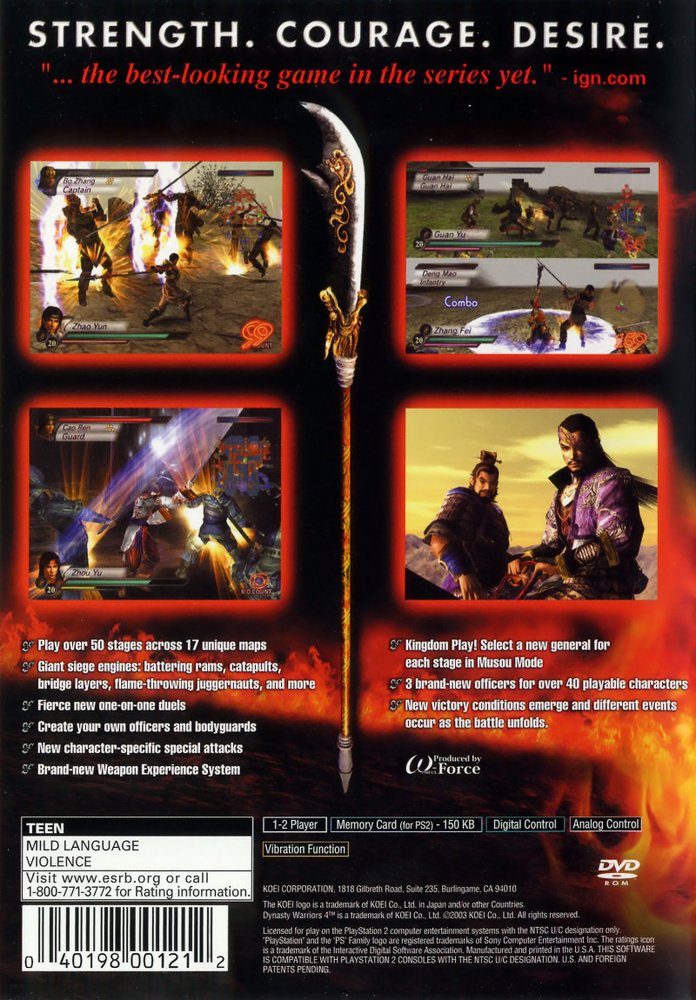 STRENGTH. COURAGE. DESIRE.
"... the best-looking game in the series yet." - ign.com
Bo Zhang
Captain
Zhao Yun
20
Guan Hai
Guan Hai
Guan Yu
20
Deng Mao
Infantry
Combo
Zhang Fei
20
Cao Ren
Guard
Zhou Yu
20
K.O.COUNT
Play over 50 stages across 17 unique maps
Giant siege engines: battering rams, catapults,
bridge layers, flame-throwing juggernauts, and more
Fierce new one-on-one duels
Create your own officers and bodyguards
New character-specific special attacks
Brand-new Weapon Experience System
Kingdom Play! Select a new general for
each stage in Musou Mode
3 brand-new officers for over 40 playable characters
New victory conditions emerge and different events
occur as the battle unfolds.
Produced by
ω-Force
TEEN
MILD LANGUAGE
VIOLENCE
Visit www.esrb.org or call
1-800-771-3772 for Rating information.
0 40198 00121 2
1-2 Player
Memory Card (for PS2) - 150 KB
Digital Control
Analog Control
Vibration Function
DVD
ROM
KOEI CORPORATION, 1818 Gilbreth Road, Suite 235, Burlingame, CA 94010
The KOEI logo is a trademark of KOEI Co., Ltd. in Japan and/or other Countries.
Dynasty Warriors 4™ is a trademark of KOEI Co., Ltd. ©2003 KOEI Co., Ltd. All rights reserved.
Licensed for play on the PlayStation 2 computer entertainment systems with the NTSC U/C designation only.
"PlayStation" and the "PS" Family logo are registered trademarks of Sony Computer Entertainment Inc. The ratings icon
is a trademark of the Interactive Digital Software Association. Manufactured and printed in the U.S.A. THIS SOFTWARE
IS COMPATIBLE WITH PLAYSTATION 2 CONSOLES WITH THE NTSC U/C DESIGNATION. U.S. AND FOREIGN
PATENTS PENDING.